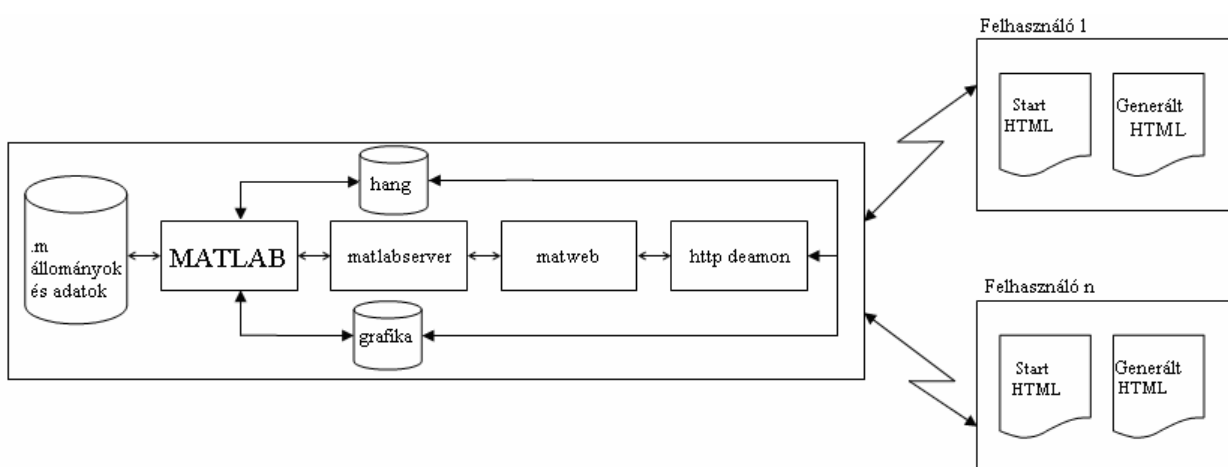 Felhasználó 1
Start
HTML
Generált
HTML
hang
.m
állományok
és adatok
MATLAB
matlabserver
matweb
http deamon
grafika
Felhasználó n
Start
HTML
Generált
HTML